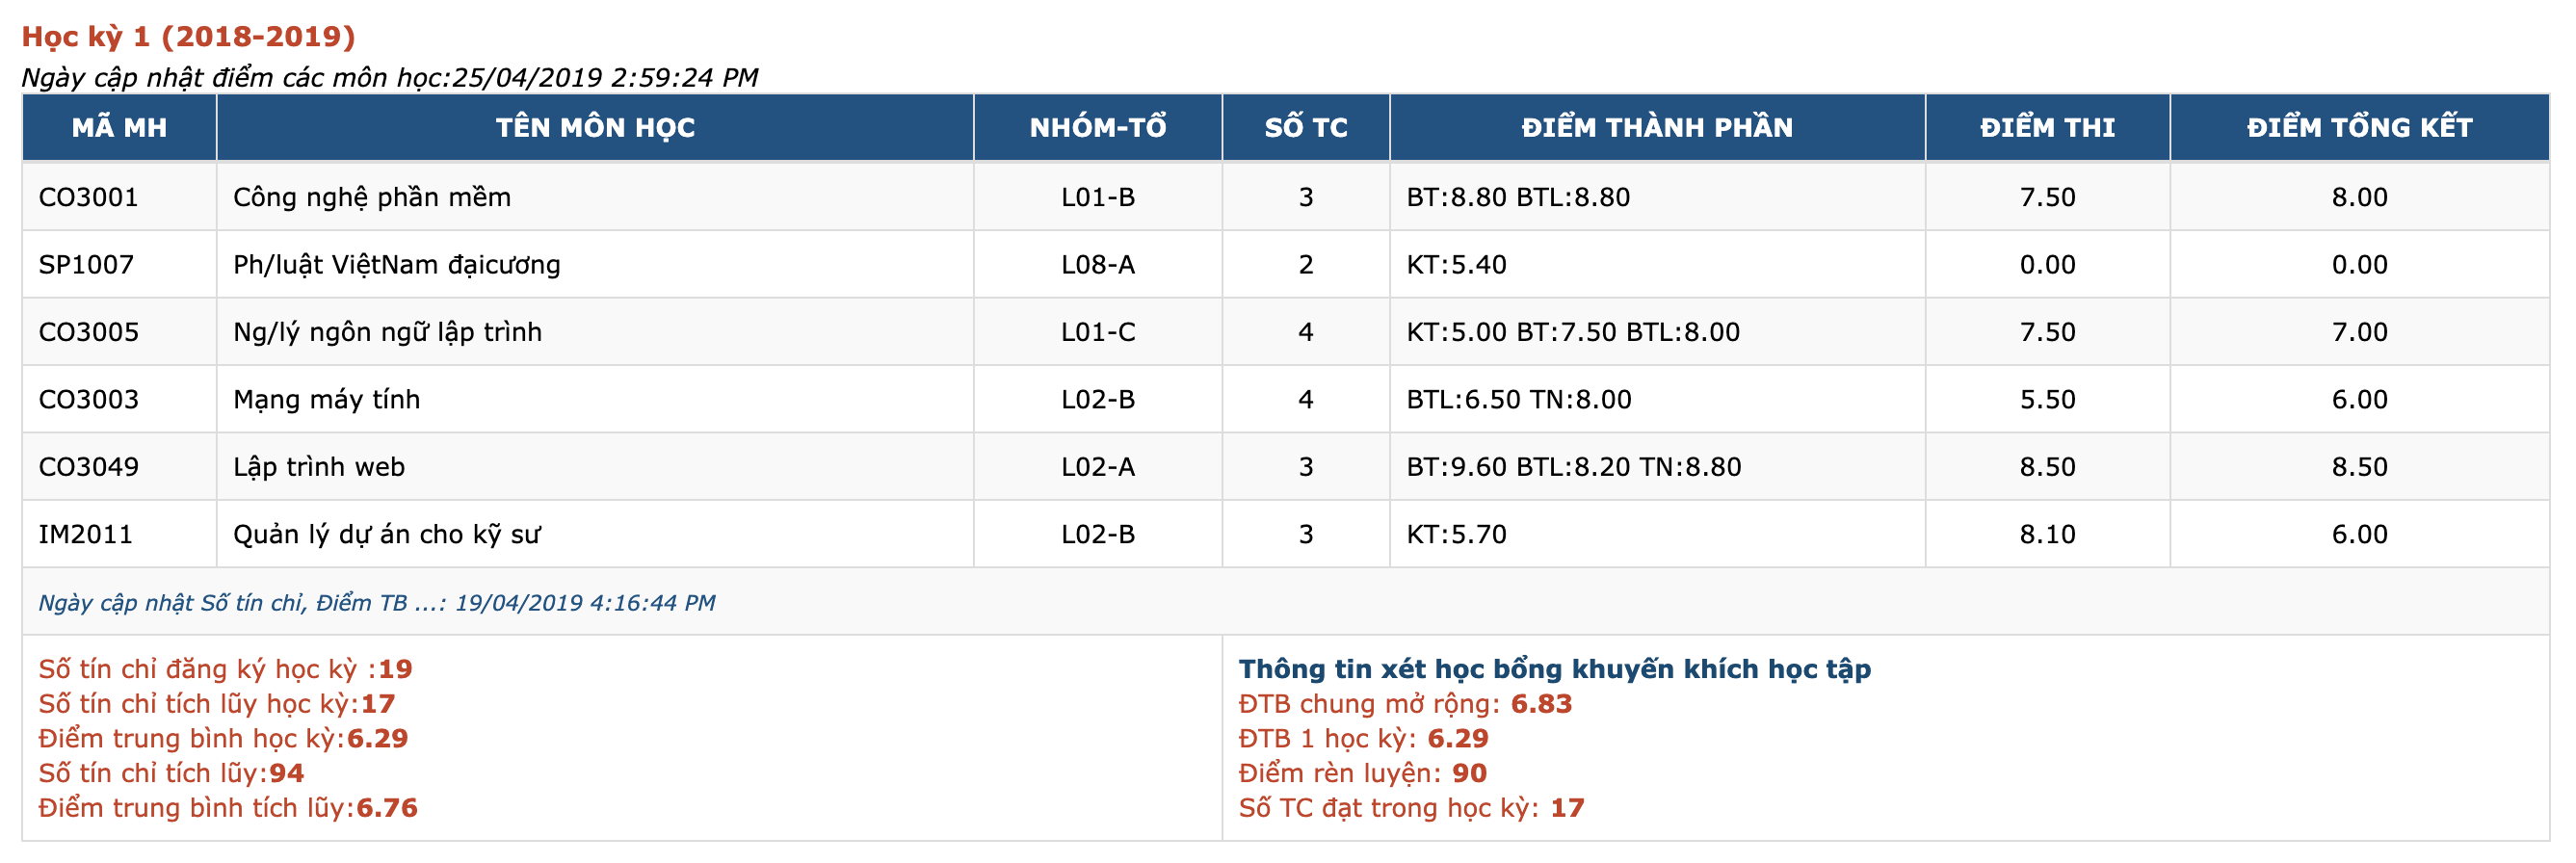 Học kỳ 1 (2018-2019)
Ngày cập nhật điểm các môn học:25/04/2019 2:59:24 PM
MÃ MH TÊN MÔN HỌC NHÓM-TỔ SỐ TC ĐIỂM THÀNH PHẦN ĐIỂM THI ĐIỂM TỔNG KẾT
CO3001 Công nghệ phần mềm L01-B 3 BT:8.80 BTL:8.80 7.50 8.00
SP1007 Ph/luật ViệtNam đạicương L08-A 2 KT:5.40 0.00 0.00
CO3005 Ng/lý ngôn ngữ lập trình L01-C 4 KT:5.00 BT:7.50 BTL:8.00 7.50 7.00
CO3003 Mạng máy tính L02-B 4 BTL:6.50 TN:8.00 5.50 6.00
CO3049 Lập trình web L02-A 3 BT:9.60 BTL:8.20 TN:8.80 8.50 8.50
IM2011 Quản lý dự án cho kỹ sư L02-B 3 KT:5.70 8.10 6.00
Ngày cập nhật Số tín chỉ, Điểm TB ...: 19/04/2019 4:16:44 PM
Số tín chỉ đăng ký học kỳ :19
Số tín chỉ tích lũy học kỳ:17
Điểm trung bình học kỳ:6.29
Số tín chỉ tích lũy:94
Điểm trung bình tích lũy:6.76
Thông tin xét học bổng khuyến khích học tập
ĐTB chung mở rộng: 6.83
ĐTB 1 học kỳ: 6.29
Điểm rèn luyện: 90
Số TC đạt trong học kỳ: 17